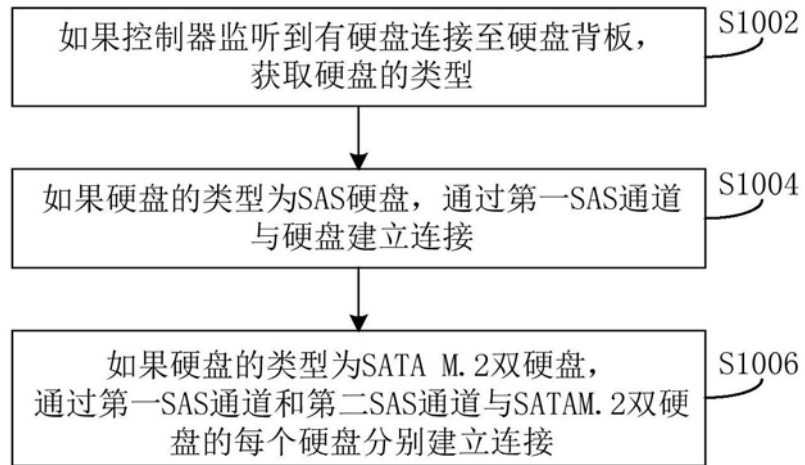 如果控制器监听到有硬盘连接至硬盘背板，
获取硬盘的类型
S1002
如果硬盘的类型为SAS硬盘，通过第一SAS通道
与硬盘建立连接
S1004
如果硬盘的类型为SATA M.2双硬盘，
通过第一SAS通道和第二SAS通道与SATAM.2双硬
盘的每个硬盘分别建立连接
S1006